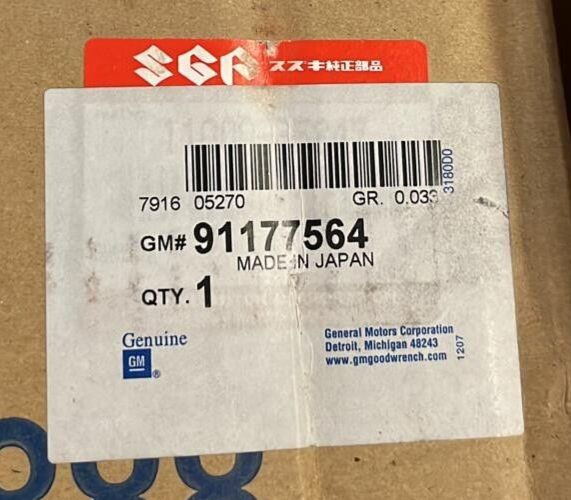 SGP スズキ純正部品
7916 05270
GR. 0.033
3180D0
GM# 91177564
MADE IN JAPAN
QTY. 1
Genuine
GM ®
General Motors Corporation
Detroit, Michigan 48243
www.gmgoodwrench.com
1207